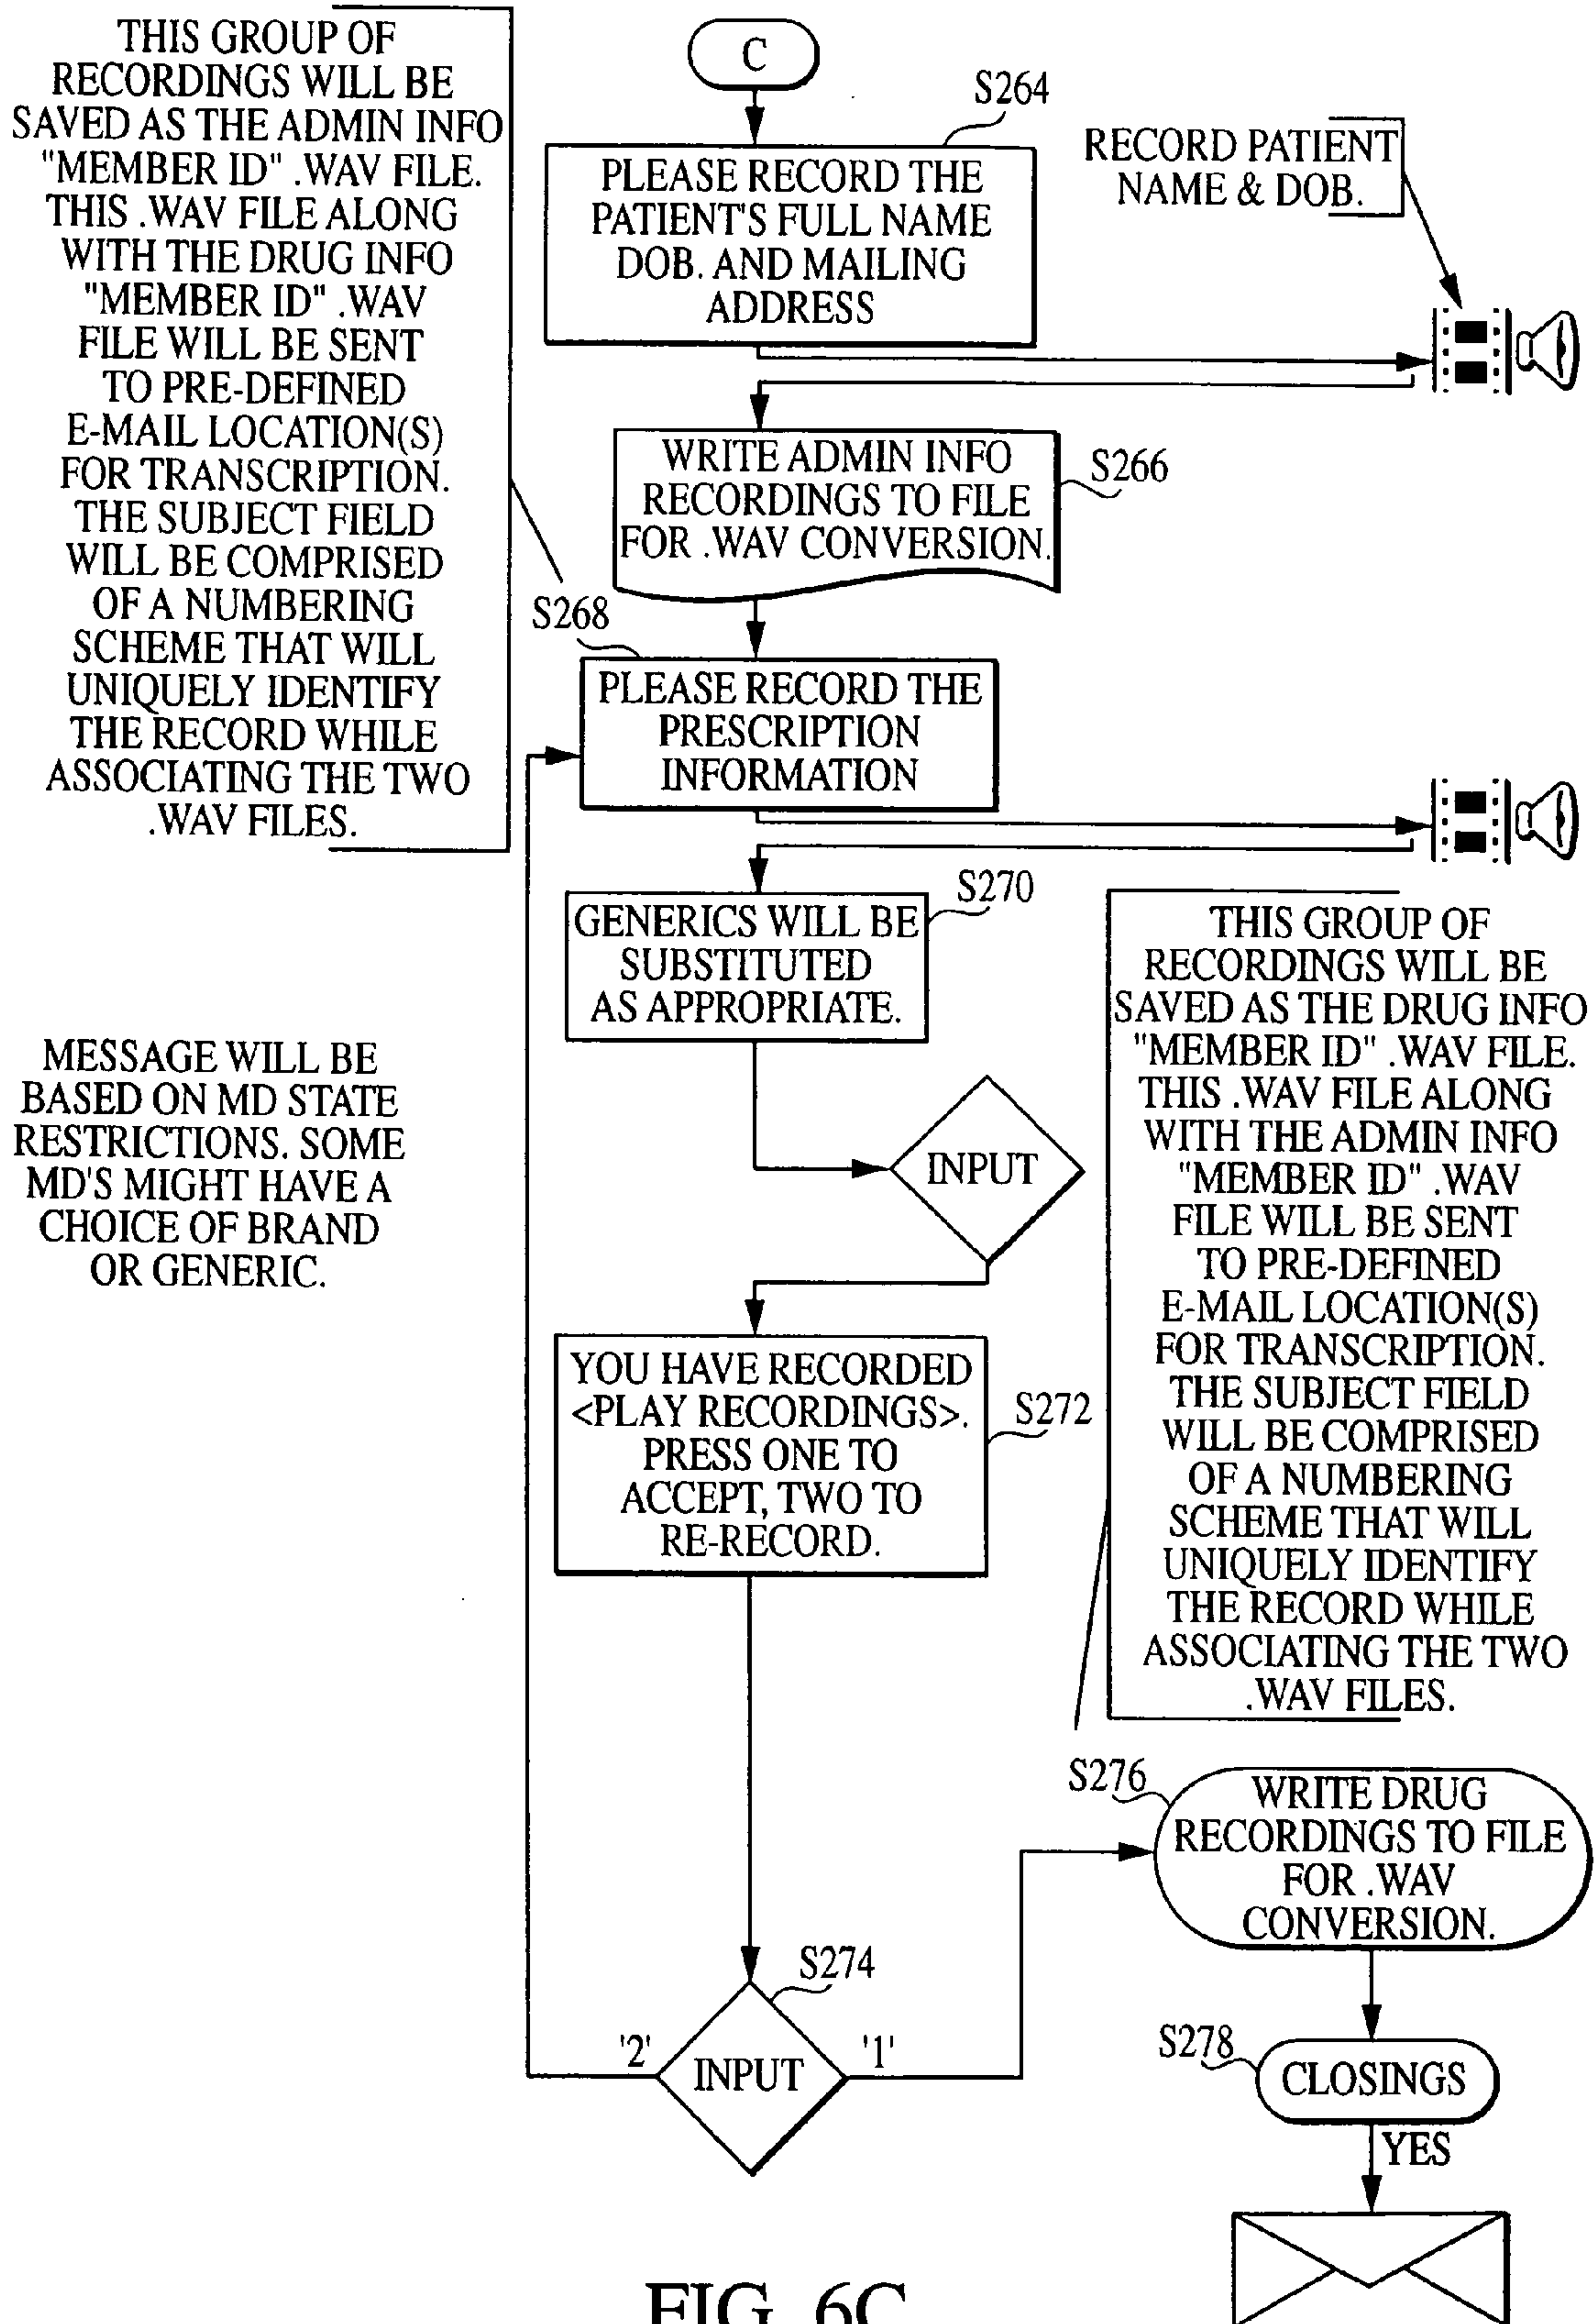 THIS GROUP OF
RECORDINGS WILL BE
SAVED AS THE ADMIN INFO
"MEMBER ID" .WAV FILE.
THIS .WAV FILE ALONG
WITH THE DRUG INFO
"MEMBER ID" .WAV
FILE WILL BE SENT
TO PRE-DEFINED
E-MAIL LOCATION(S)
FOR TRANSCRIPTION.
THE SUBJECT FIELD
WILL BE COMPRISED
OF A NUMBERING
SCHEME THAT WILL
UNIQUELY IDENTIFY
THE RECORD WHILE
ASSOCIATING THE TWO
.WAV FILES.
C
S264
PLEASE RECORD THE
PATIENT'S FULL NAME
DOB. AND MAILING
ADDRESS
RECORD PATIENT
NAME & DOB.
WRITE ADMIN INFO
RECORDINGS TO FILE
FOR .WAV CONVERSION.
S266
S268
PLEASE RECORD THE
PRESCRIPTION
INFORMATION
S270
GENERICS WILL BE
SUBSTITUTED
AS APPROPRIATE.
MESSAGE WILL BE
BASED ON MD STATE
RESTRICTIONS. SOME
MD'S MIGHT HAVE A
CHOICE OF BRAND
OR GENERIC.
INPUT
YOU HAVE RECORDED
<PLAY RECORDINGS>.
PRESS ONE TO
ACCEPT, TWO TO
RE-RECORD.
S272
THIS GROUP OF
RECORDINGS WILL BE
SAVED AS THE DRUG INFO
"MEMBER ID" .WAV FILE.
THIS .WAV FILE ALONG
WITH THE ADMIN INFO
"MEMBER ID" .WAV
FILE WILL BE SENT
TO PRE-DEFINED
E-MAIL LOCATION(S)
FOR TRANSCRIPTION.
THE SUBJECT FIELD
WILL BE COMPRISED
OF A NUMBERING
SCHEME THAT WILL
UNIQUELY IDENTIFY
THE RECORD WHILE
ASSOCIATING THE TWO
.WAV FILES.
S274
'2'
INPUT
'1'
S276
WRITE DRUG
RECORDINGS TO FILE
FOR .WAV
CONVERSION.
S278
CLOSINGS
YES
FIG. 6C